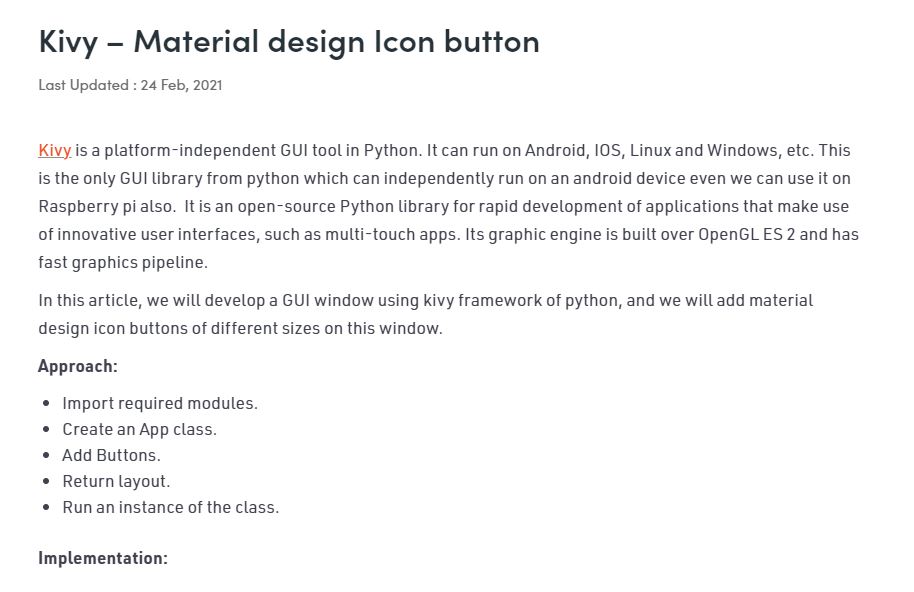 Kivy – Material design Icon button
Last Updated : 24 Feb, 2021
Kivy is a platform-independent GUI tool in Python. It can run on Android, IOS, Linux and Windows, etc. This
is the only GUI library from python which can independently run on an android device even we can use it on
Raspberry pi also.  It is an open-source Python library for rapid development of applications that make use
of innovative user interfaces, such as multi-touch apps. Its graphic engine is built over OpenGL ES 2 and has
fast graphics pipeline.
In this article, we will develop a GUI window using kivy framework of python, and we will add material
design icon buttons of different sizes on this window.
Approach:
• Import required modules.
• Create an App class.
• Add Buttons.
• Return layout.
• Run an instance of the class.
Implementation: